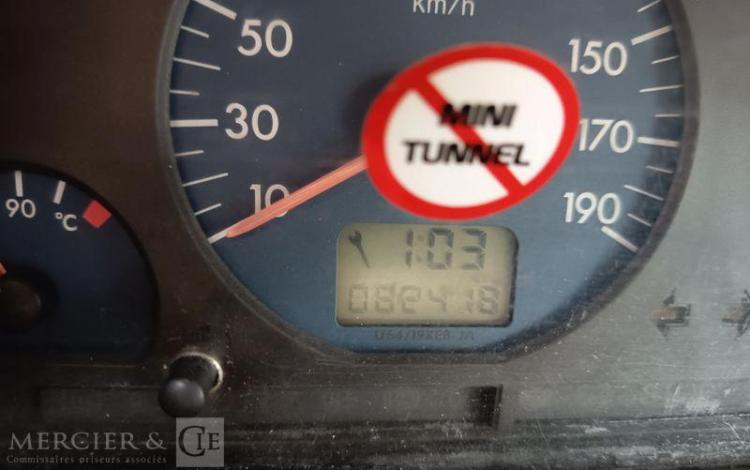 km/h
50
150
30
MINI
170
TUNNEL
10
190
90
°C
1:03
082418
MERCIER & CIE
Commissaires priseurs associés